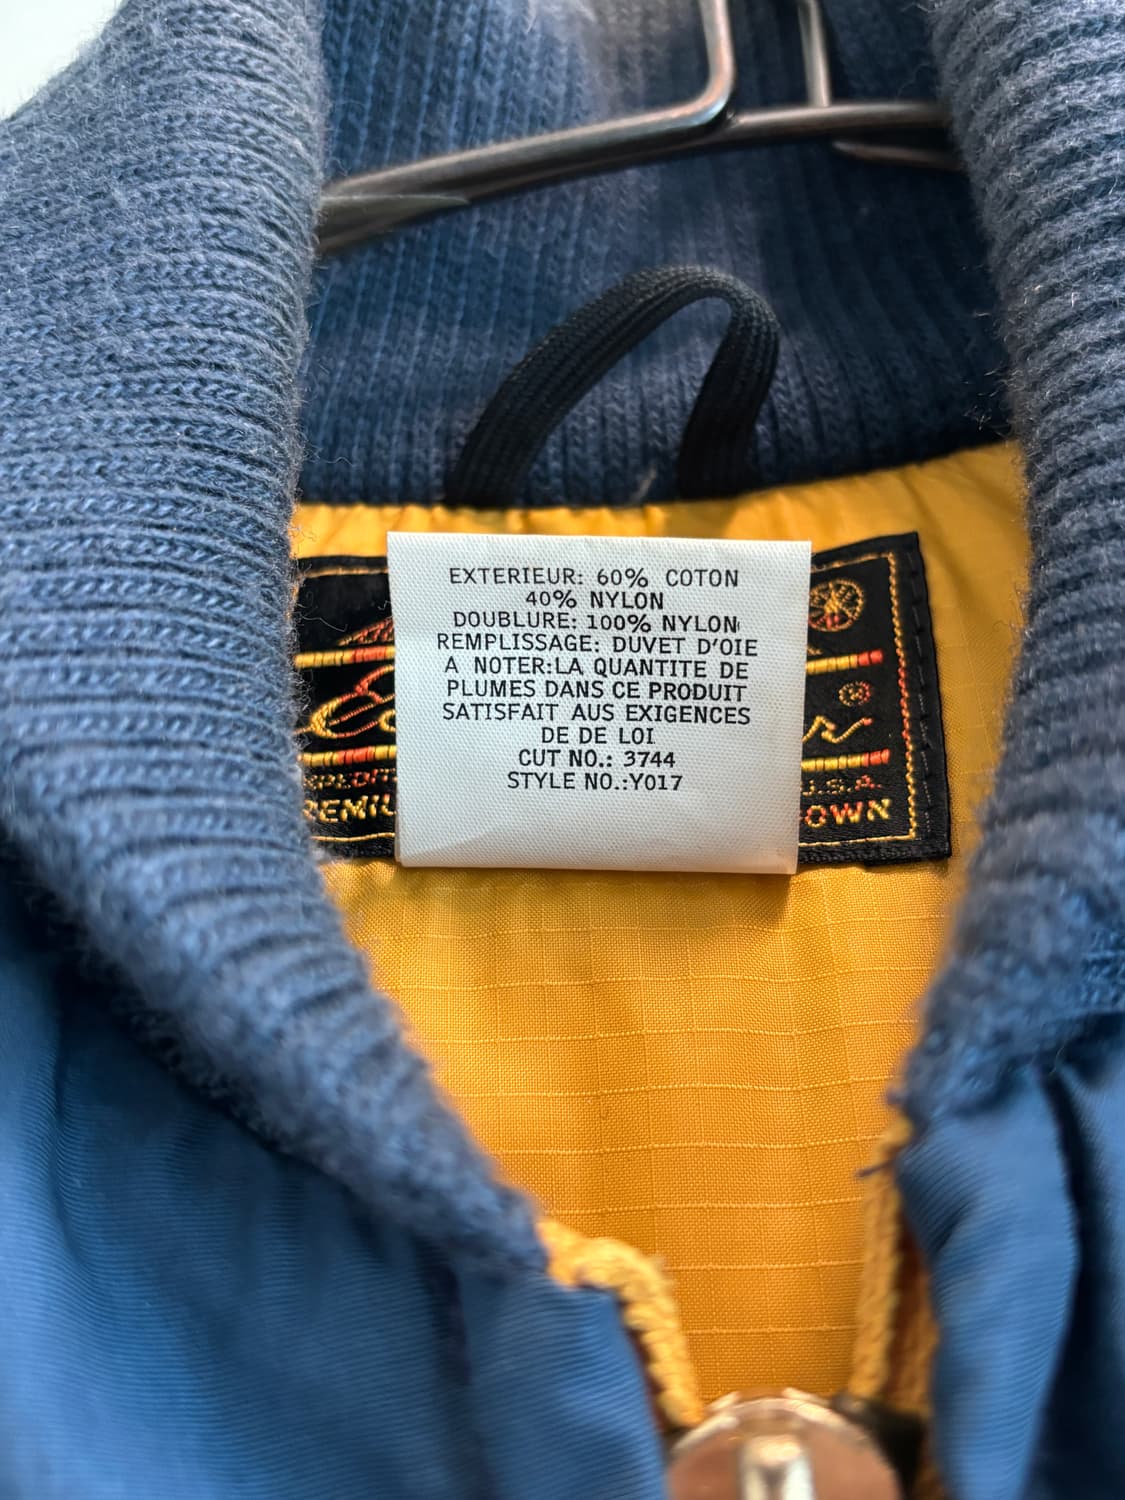 EXTERIEUR: 60% COTON
40% NYLON
DOUBLURE: 100% NYLON
REMPLISSAGE: DUVET D'OIE
A NOTER:LA QUANTITE DE
PLUMES DANS CE PRODUIT
SATISFAIT AUS EXIGENCES
DE DE LOI
CUT NO.: 3744
STYLE NO.:Y017
®
U.S.A.